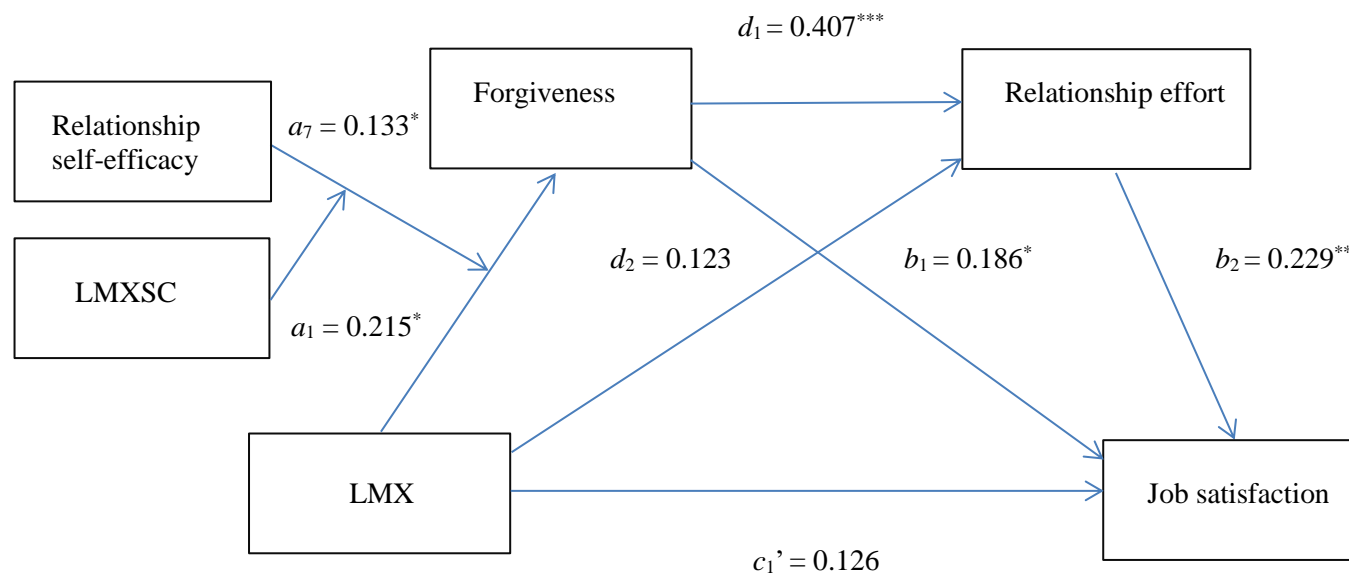 d₁ = 0.407***
Forgiveness
Relationship effort
Relationship
self-efficacy
a₇ = 0.133*
LMXSC
a₁ = 0.215*
d₂ = 0.123
b₁ = 0.186*
b₂ = 0.229**
LMX
Job satisfaction
c₁’ = 0.126